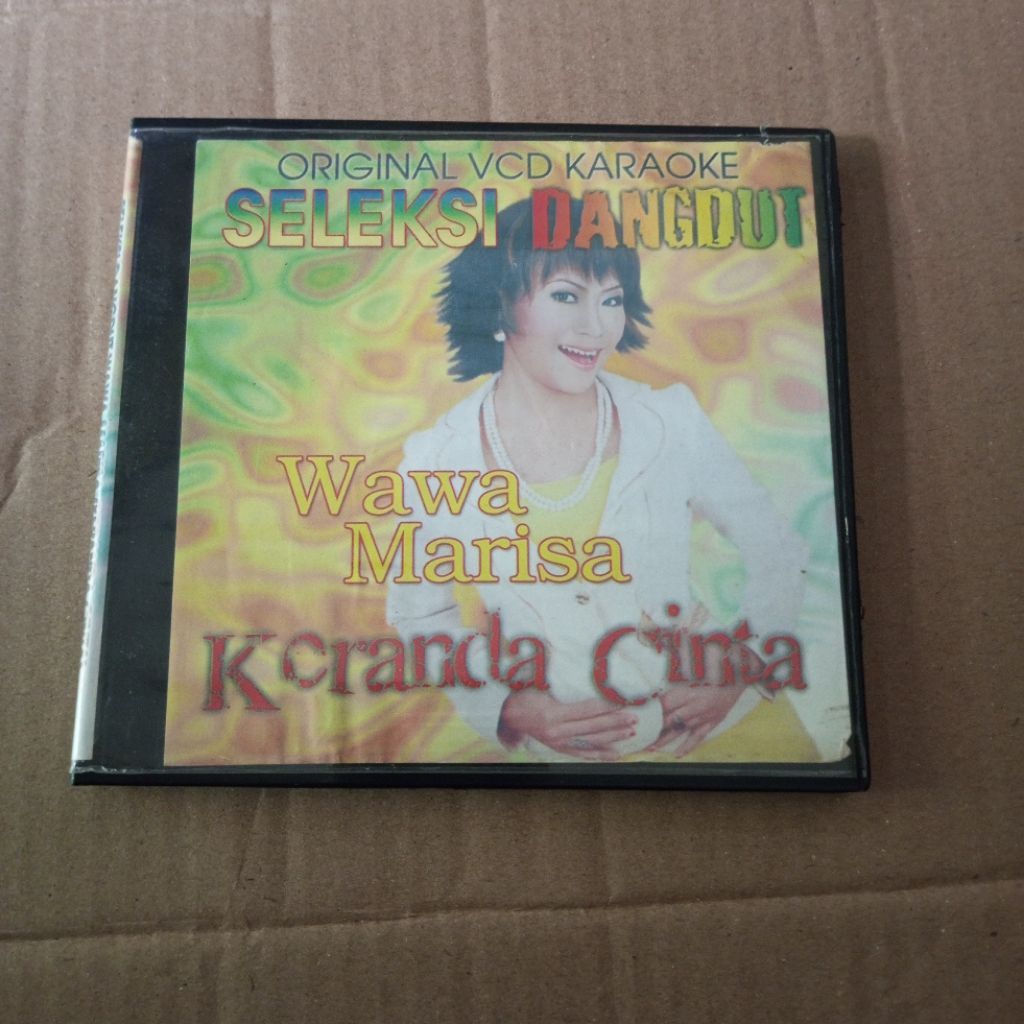 ORIGINAL VCD KARAOKE
SELEKSI DANGDUT
Wawa
Marisa
Keranda Cinta